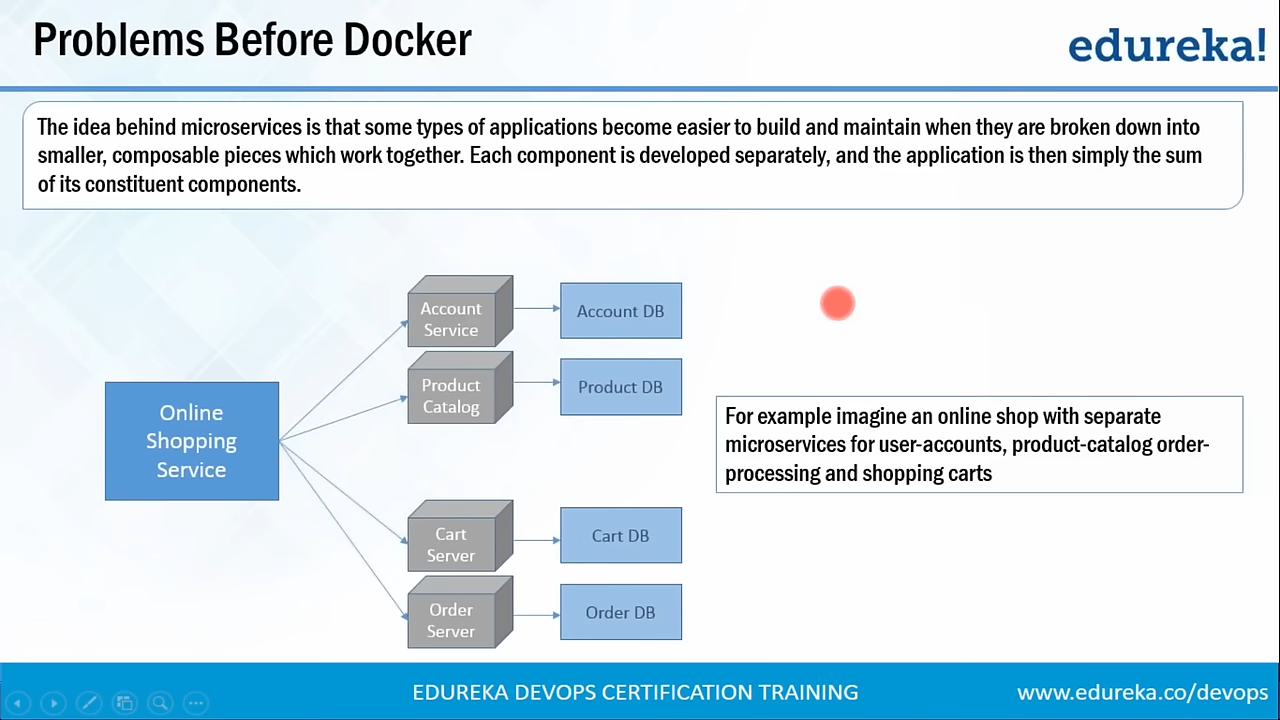 Problems Before Docker
edureka!
The idea behind microservices is that some types of applications become easier to build and maintain when they are broken down into
smaller, composable pieces which work together. Each component is developed separately, and the application is then simply the sum
of its constituent components.
Account
Service
Account DB
Product
Catalog
Product DB
Online
Shopping
Service
For example imagine an online shop with separate
microservices for user-accounts, product-catalog order-
processing and shopping carts
Cart
Server
Cart DB
Order
Server
Order DB
EDUREKA DEVOPS CERTIFICATION TRAINING
www.edureka.co/devops